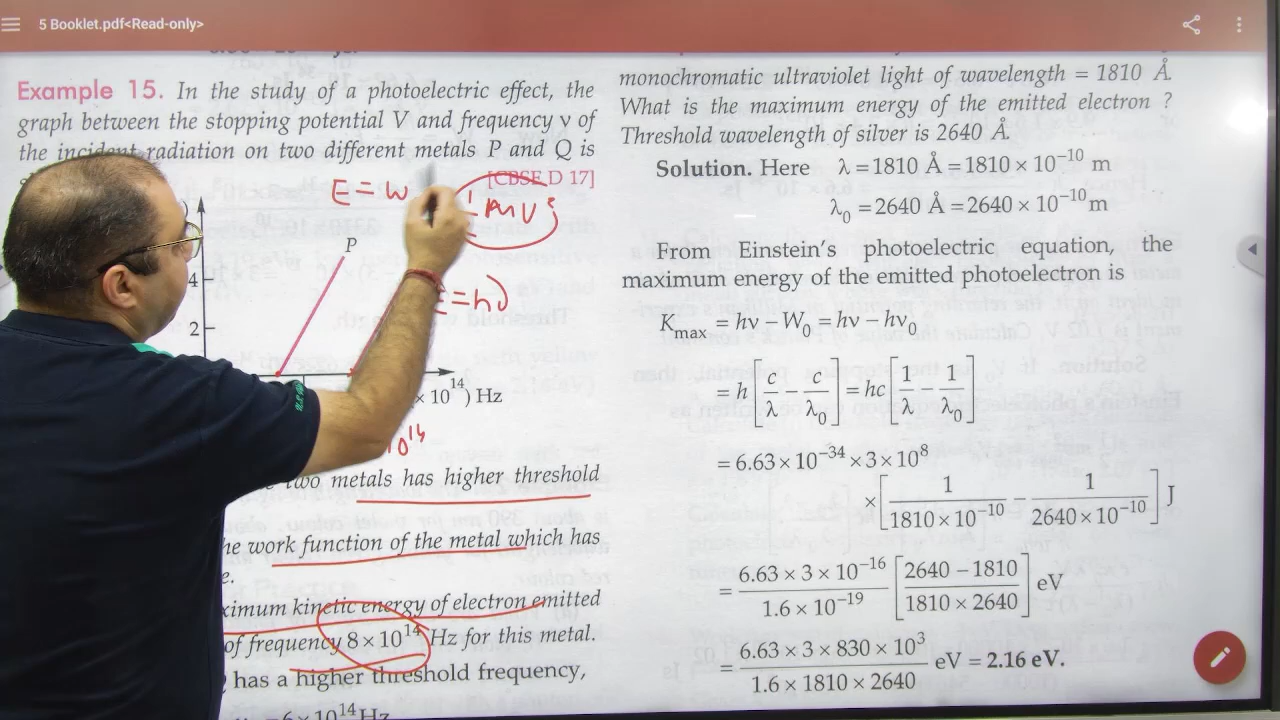 5 Booklet.pdf<Read-only>
Example 15. In the study of a photoelectric effect, the
graph between the stopping potential V and frequency ν of
the incident radiation on two different metals P and Q is
[CBSE D 17]
E = w
1
mv
P
4
E = hν
2
× 10¹⁴) Hz
10¹⁴
two metals has higher threshold
he work function of the metal which has
e.
ximum kinetic energy of electron emitted
of frequency 8 × 10¹⁴ Hz for this metal.
has a higher threshold frequency,
= 6 × 10¹⁴ Hz
monochromatic ultraviolet light of wavelength = 1810 Å.
What is the maximum energy of the emitted electron ?
Threshold wavelength of silver is 2640 Å.
Solution. Here λ = 1810 Å = 1810 × 10⁻¹⁰ m
λ₀ = 2640 Å = 2640 × 10⁻¹⁰ m
From Einstein's photoelectric equation, the
maximum energy of the emitted photoelectron is
Kmax = hν − W₀ = hν − hν₀
= h [c/λ − c/λ₀] = hc [1/λ − 1/λ₀]
= 6.63 × 10⁻³⁴ × 3 × 10⁸
× [1/(1810 × 10⁻¹⁰) − 1/(2640 × 10⁻¹⁰)] J
= (6.63 × 3 × 10⁻¹⁶)/(1.6 × 10⁻¹⁹) [(2640 − 1810)/(1810 × 2640)] eV
= (6.63 × 3 × 830 × 10³)/(1.6 × 1810 × 2640) eV = 2.16 eV.